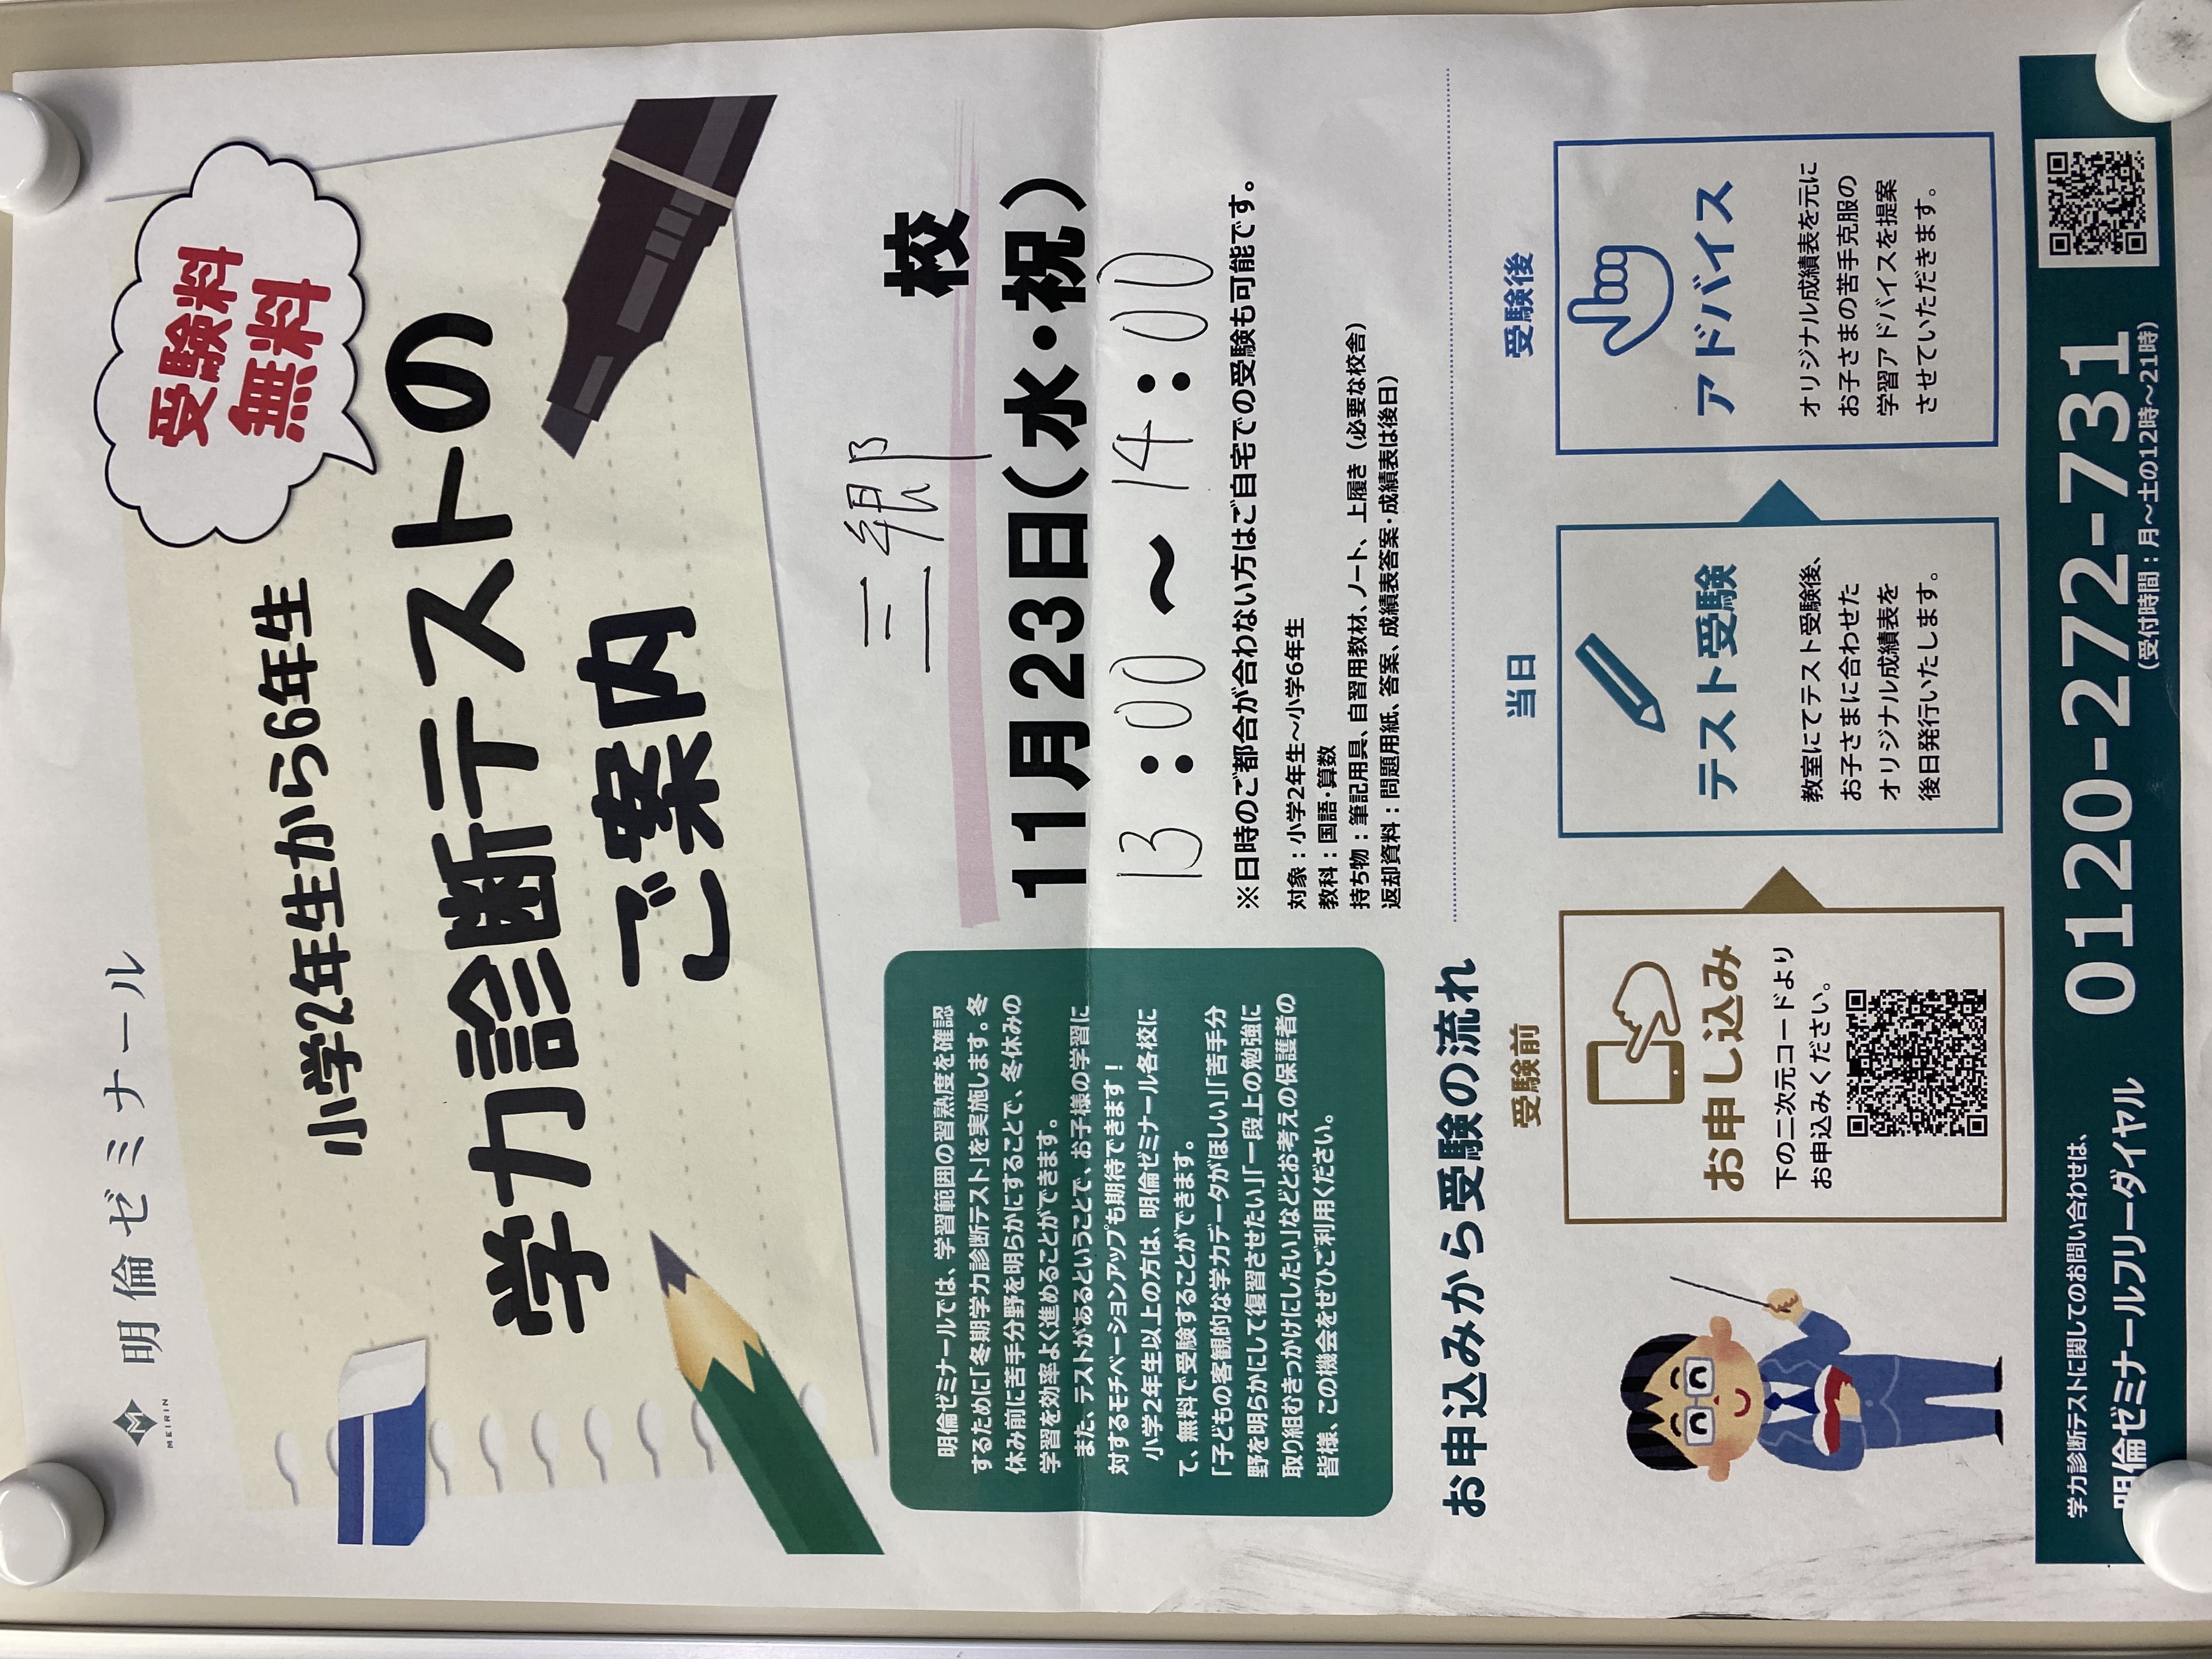 MEIRIN
明倫ゼミナール
受験料
無料
小学2年生から6年生
学力診断テストの
ご案内
明倫ゼミナールでは、学習範囲の習熟度を確認
するために「冬期学力診断テスト」を実施します。冬
休み前に苦手分野を明らかにすることで、冬休みの
学習を効率よく進めることができます。
また、テストがあるということで、お子様の学習に
対するモチベーションアップも期待できます！
小学2年生以上の方は、明倫ゼミナール各校に
て、無料で受験することができます。
「子どもの客観的な学力データがほしい」「苦手分
野を明らかにして復習させたい」「一段上の勉強に
取り組むきっかけにしたい」などとお考えの保護者の
皆様、この機会をぜひご利用ください。
三郷 校
11月23日(水・祝)
13:00 ～ 14:00
※日時のご都合が合わない方はご自宅での受験も可能です。
対象：小学2年生～小学6年生
教科：国語・算数
持ち物：筆記用具、自習用教材、ノート、上履き（必要な校舎）
返却資料：問題用紙、答案、成績表答案・成績表は後日）
お申込みから受験の流れ
受験前
お申し込み
下の二次元コードより
お申込みください。
当日
テスト受験
教室にてテスト受験後、
お子さまに合わせた
オリジナル成績表を
後日発行いたします。
受験後
アドバイス
オリジナル成績表を元に
お子さまの苦手克服の
学習アドバイスを提案
させていただきます。
学力診断テストに関してのお問い合わせは、
明倫ゼミナールフリーダイヤル
0120-272-731
（受付時間：月～土の12時～21時）